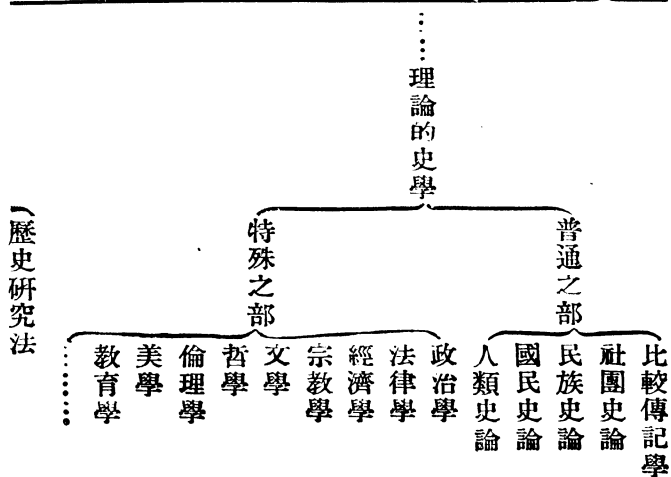 ……理論的史學
普通之部
比較傳記學
社團史論
民族史論
國民史論
人類史論
特殊之部
政治學
法律學
經濟學
宗教學
文學
哲學
倫理學
美學
教育學
………
歷史研究法